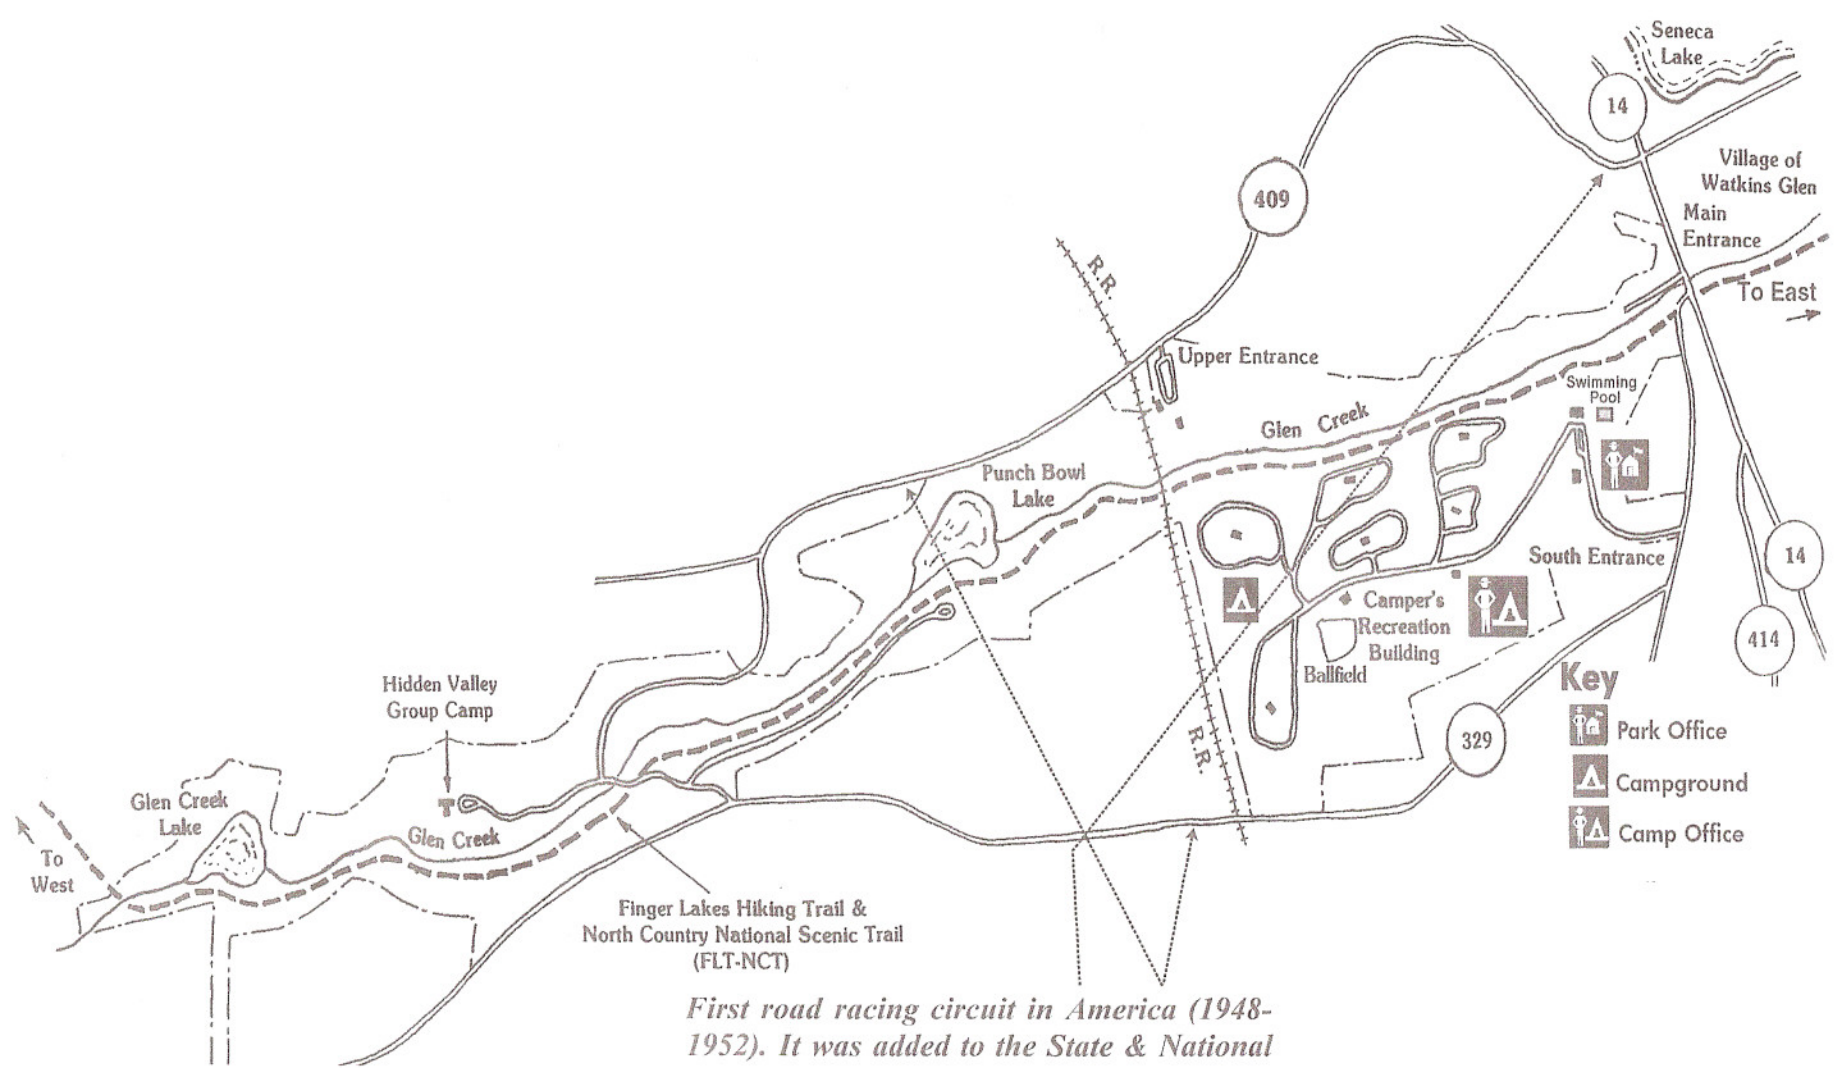 Seneca
Lake
14
Village of
Watkins Glen
Main
Entrance
409
R.R.
To East
Upper Entrance
Swimming
Pool
Glen Creek
Punch Bowl
Lake
South Entrance
14
Camper's
Recreation
Building
414
Ballfield
Hidden Valley
Group Camp
Key
Park Office
329
R.R.
Campground
Glen Creek
Lake
Glen Creek
Camp Office
To
West
Finger Lakes Hiking Trail &
North Country National Scenic Trail
(FLT-NCT)
First road racing circuit in America (1948-
1952). It was added to the State & National